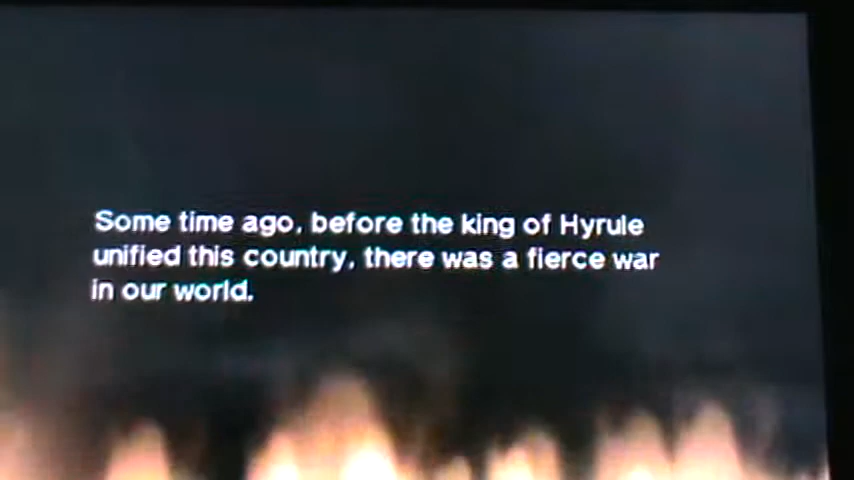 Some time ago, before the king of Hyrule
unified this country, there was a fierce war
in our world.